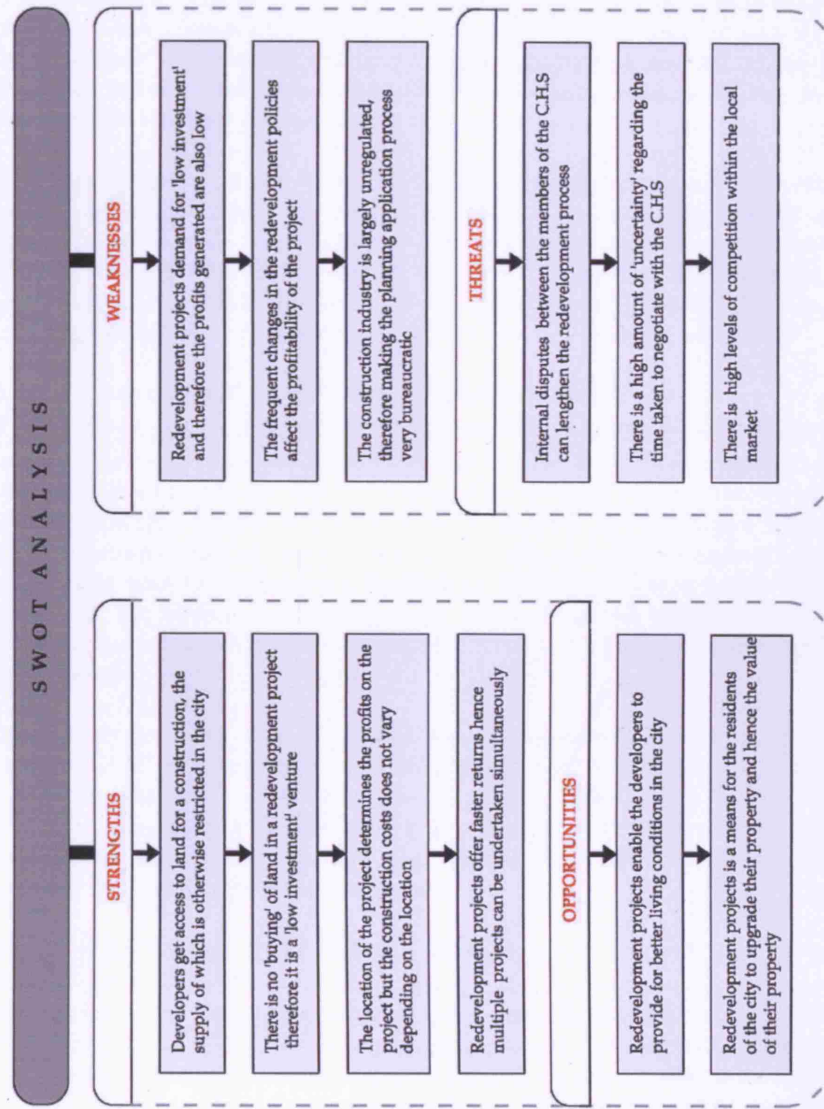 SWOT ANALYSIS
STRENGTHS
Developers get access to land for a construction, the
supply of which is otherwise restricted in the city
There is no 'buying' of land in a redevelopment project
therefore it is a 'low investment' venture
The location of the project determines the profits on the
project but the construction costs does not vary
depending on the location
Redevelopment projects offer faster returns hence
multiple projects can be undertaken simultaneously
WEAKNESSES
Redevelopment projects demand for 'low investment'
and therefore the profits generated are also low
The frequent changes in the redevelopment policies
affect the profitability of the project
The construction industry is largely unregulated,
therefore making the planning application process
very bureaucratic
OPPORTUNITIES
Redevelopment projects enable the developers to
provide for better living conditions in the city
Redevelopment projects is a means for the residents
of the city to upgrade their property and hence the value
of their property
THREATS
Internal disputes between the members of the C.H.S
can lengthen the redevelopment process
There is a high amount of 'uncertainty' regarding the
time taken to negotiate with the C.H.S
There is high levels of competition within the local
market